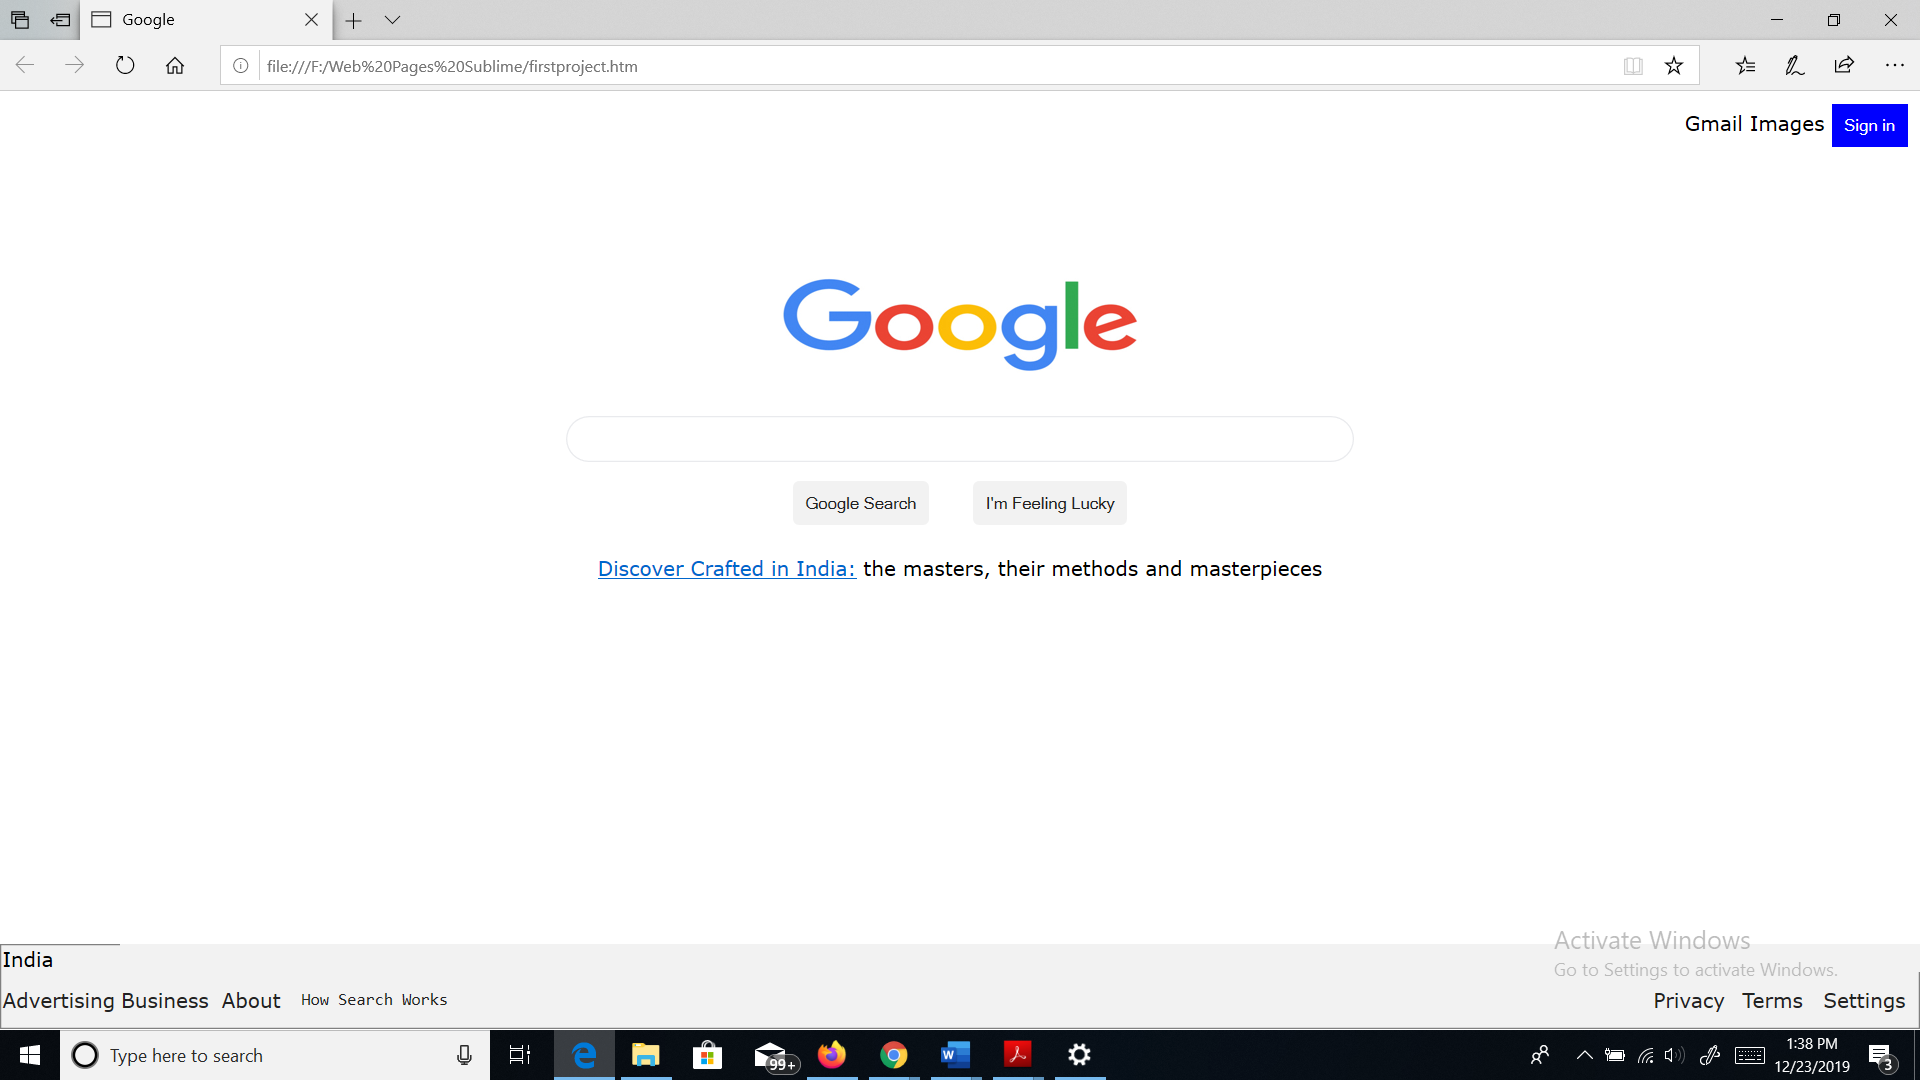 Google
file:///F:/Web%20Pages%20Sublime/firstproject.htm
Gmail Images Sign in
Google
Google Search I'm Feeling Lucky
Discover Crafted in India: the masters, their methods and masterpieces
Activate Windows
Go to Settings to activate Windows.
India
Advertising Business About How Search Works Privacy Terms Settings
Type here to search
99+
1:38 PM
12/23/2019
3